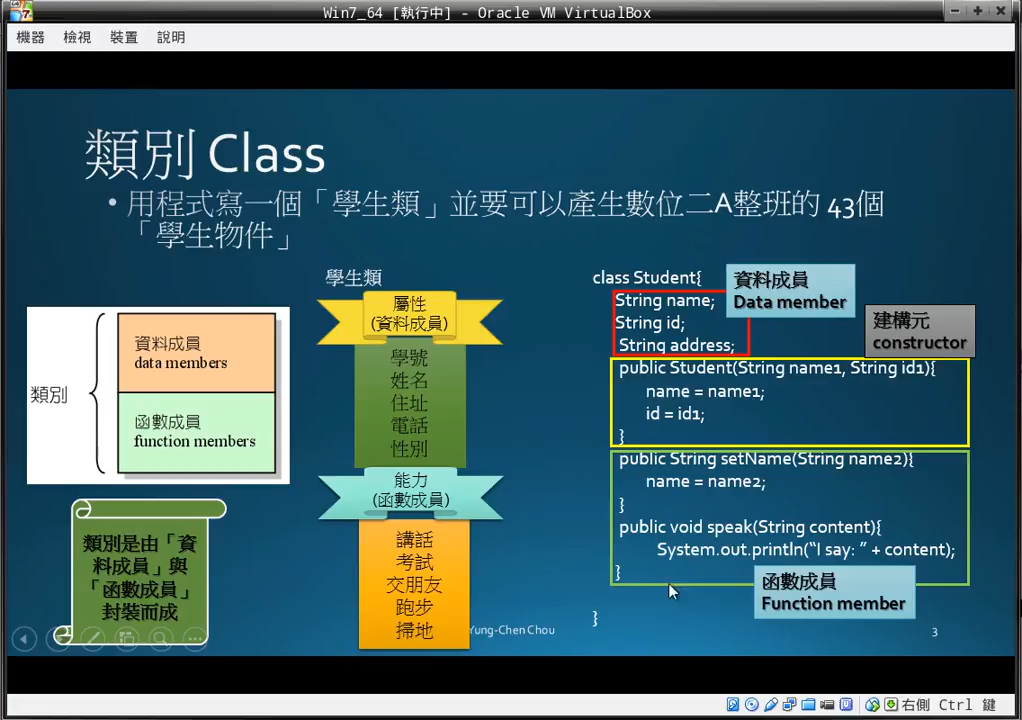 Win7_64 [執行中] - Oracle VM VirtualBox
機器 檢視 裝置 說明
類別 Class
• 用程式寫一個「學生類」並要可以產生數位二A整班的 43個
「學生物件」
類別
資料成員
data members
函數成員
function members
類別是由「資
料成員」與
「函數成員」
封裝而成
學生類
屬性
(資料成員)
學號
姓名
住址
電話
性別
能力
(函數成員)
講話
考試
交朋友
跑步
掃地
class Student{
String name;
String id;
String address;
資料成員
Data member
建構元
constructor
public Student(String name1, String id1){
name = name1;
id = id1;
}
public String setName(String name2){
name = name2;
}
public void speak(String content){
System.out.println("I say: " + content);
}
函數成員
Function member
}
Yung-Chen Chou
3
右側 Ctrl 鍵